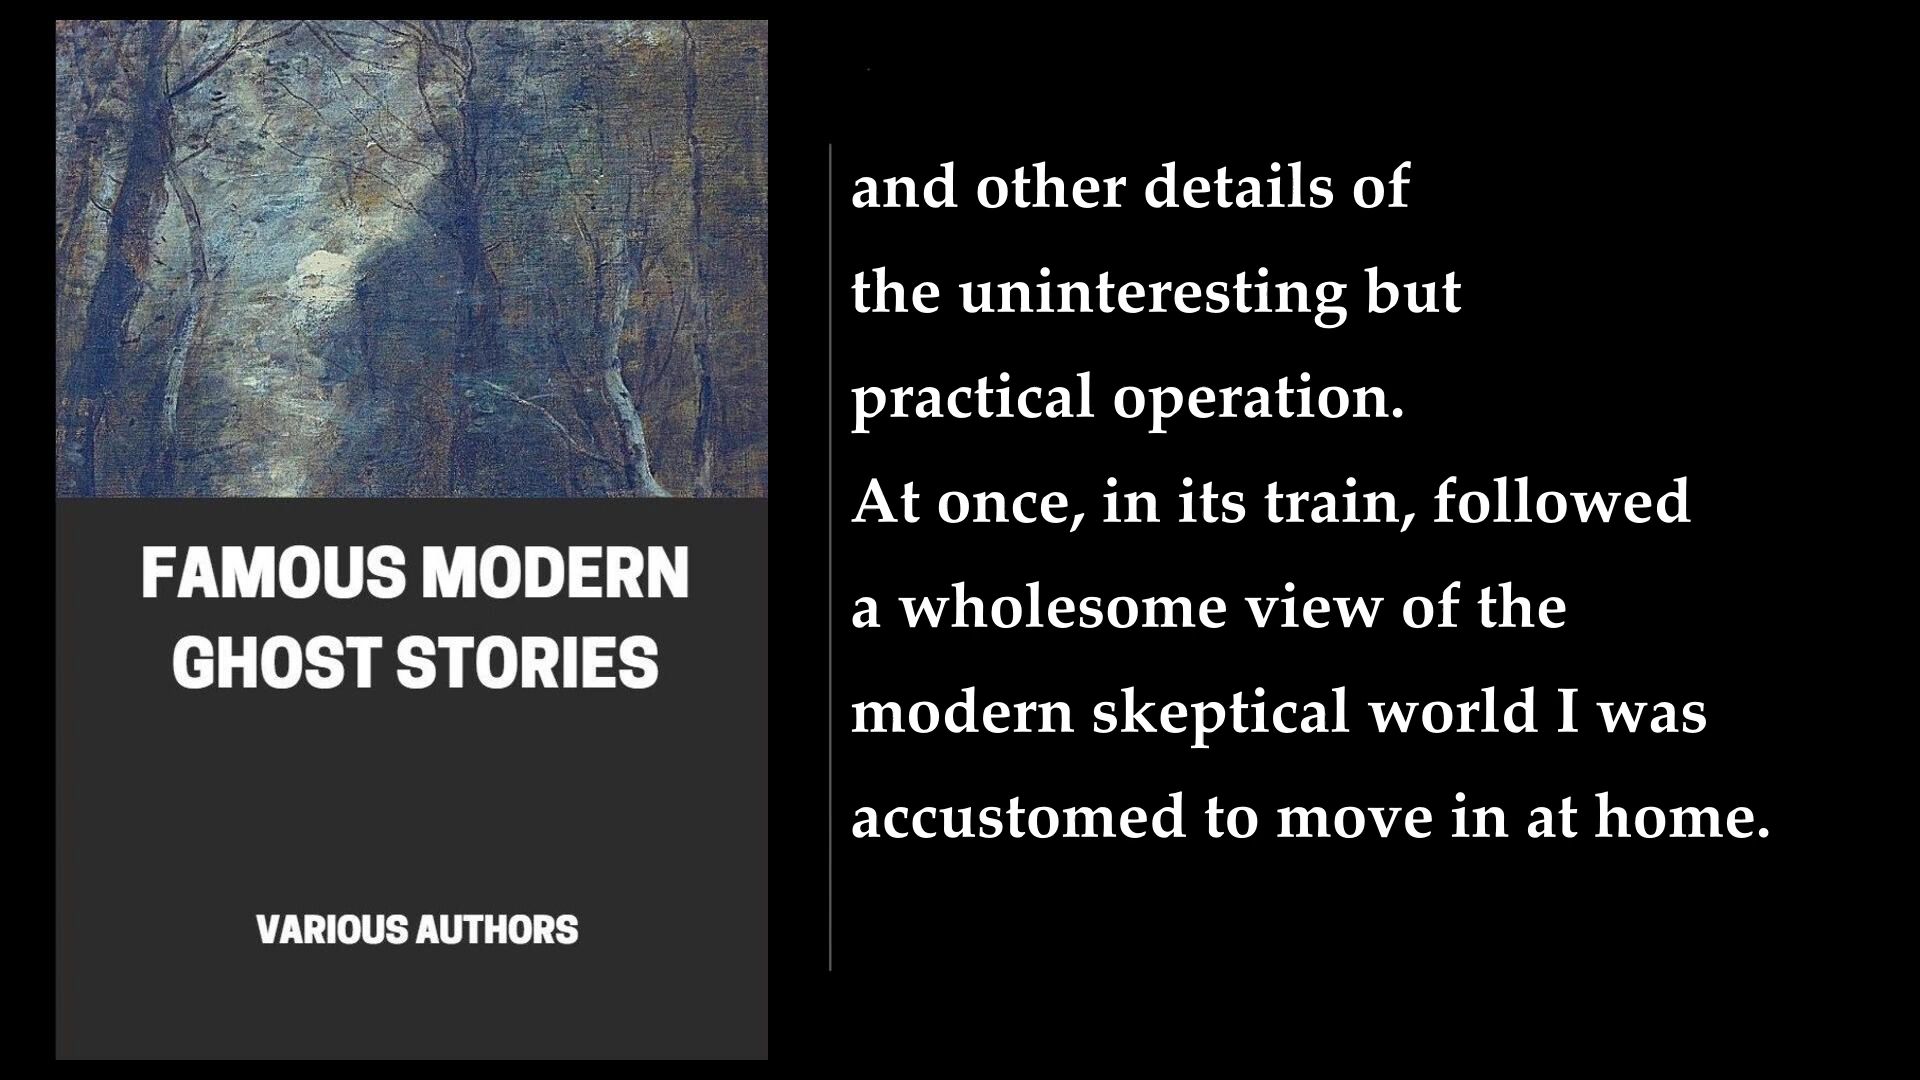 FAMOUS MODERN
GHOST STORIES
VARIOUS AUTHORS
and other details of
the uninteresting but
practical operation.
At once, in its train, followed
a wholesome view of the
modern skeptical world I was
accustomed to move in at home.